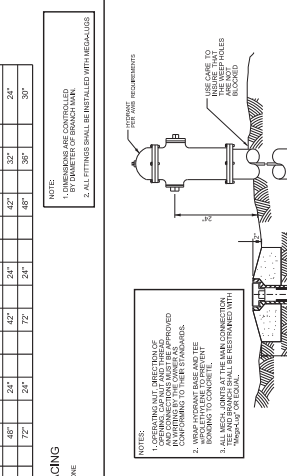 48"
24"
72"
24"
42"
24"
72"
24"
42"
32"
48"
36"
24"
30"
CING
NOTE:
1. DIMENSIONS ARE CONTROLLED
BY DIAMETER OF BRANCH MAIN.
2. ALL FITTINGS SHALL BE INSTALLED WITH MEGA-LUGS
NOTES:
1. OPERATING NUT, DIRECTION OF
OPENING, CAP NUT AND THREAD
AND CONNECTIONS MUST BE APPROVED
IN WRITING BY THE OWNER AS
CONFORMING TO THEIR STANDARDS.
2. WRAP HYDRANT BASE AND TEE
w/POLETHYLENE TO PREVENT
BONDING TO CONCRETE.
3. ALL MECH. JOINTS AT THE MAIN CONNECTION,
TEE AND BRANCH SHALL BE RESTRAINED WITH
"MegaLug" OR EQUAL.
HYDRANT
PER AWS REQUIREMENTS
USE CARE TO
INSURE THAT
THE WEEP HOLES
ARE NOT
BLOCKED
24"
2"